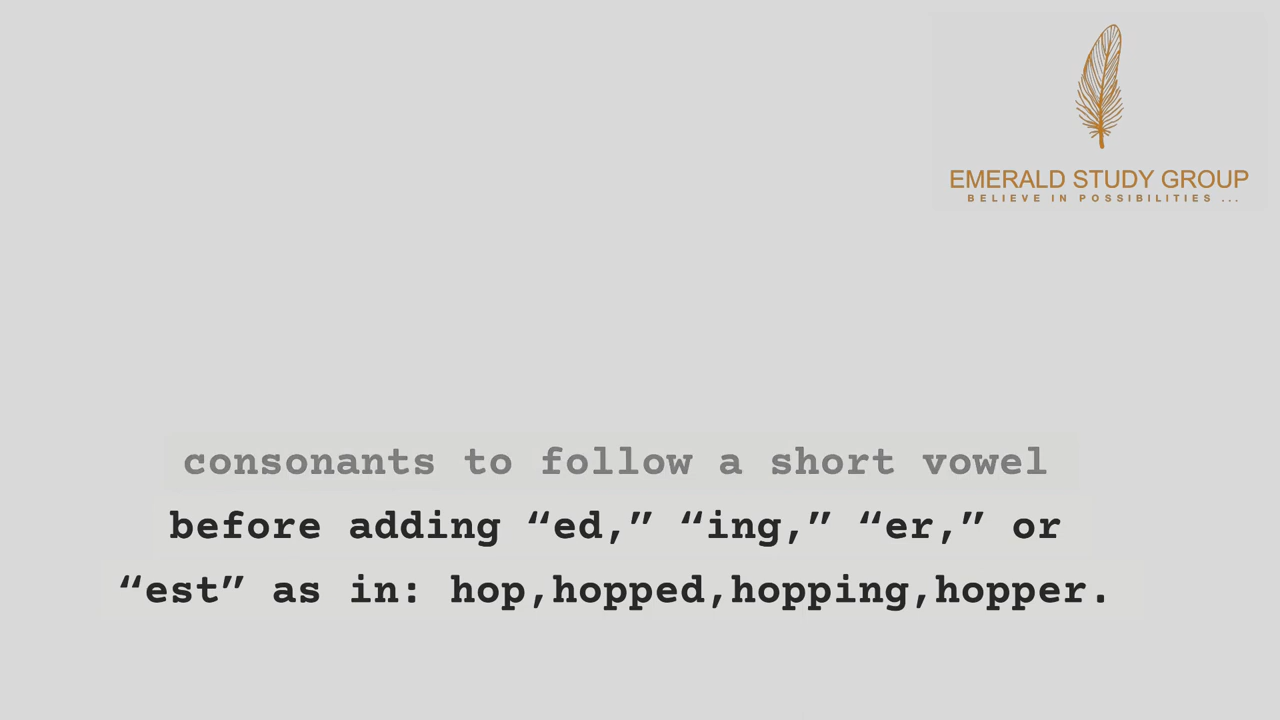 EMERALD STUDY GROUP
BELIEVE IN POSSIBILITIES ...
consonants to follow a short vowel
before adding “ed,” “ing,” “er,” or
“est” as in: hop,hopped,hopping,hopper.